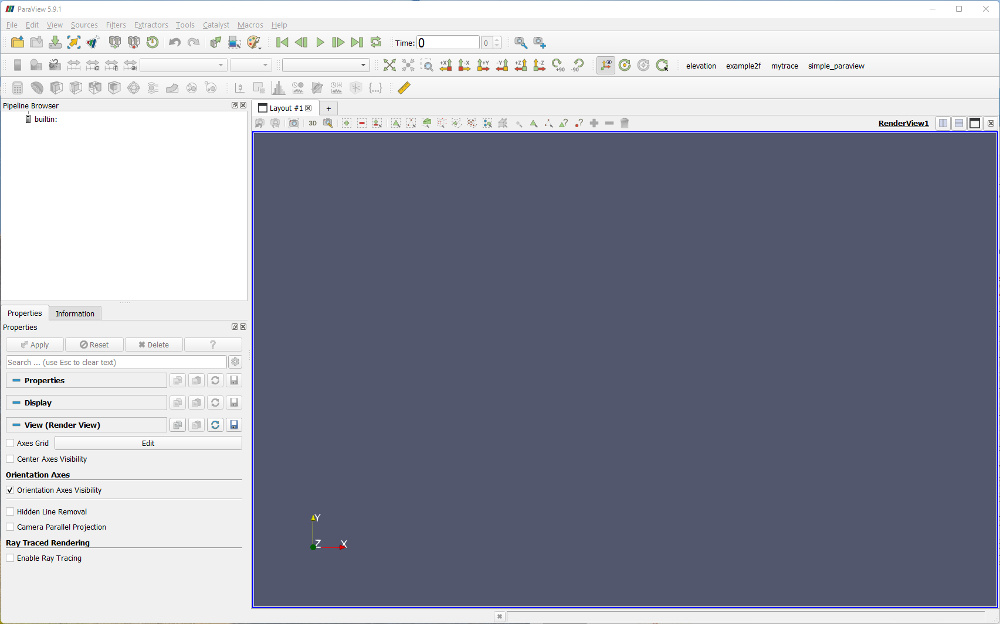 ParaView 5.9.1
File Edit View Sources Filters Extractors Tools Catalyst Macros Help
Time: 0 0
+X -X +Y -Y +Z -Z +90 -90 elevation example2f mytrace simple_paraview
Pipeline Browser
Layout #1 +
builtin:
3D RenderView1
Properties Information
Properties
Apply Reset Delete ?
Search ... (use Esc to clear text)
Properties
Display
View (Render View)
Axes Grid Edit
Center Axes Visibility
Orientation Axes
Orientation Axes Visibility
Hidden Line Removal
Camera Parallel Projection
Ray Traced Rendering
Enable Ray Tracing
Y
Z X